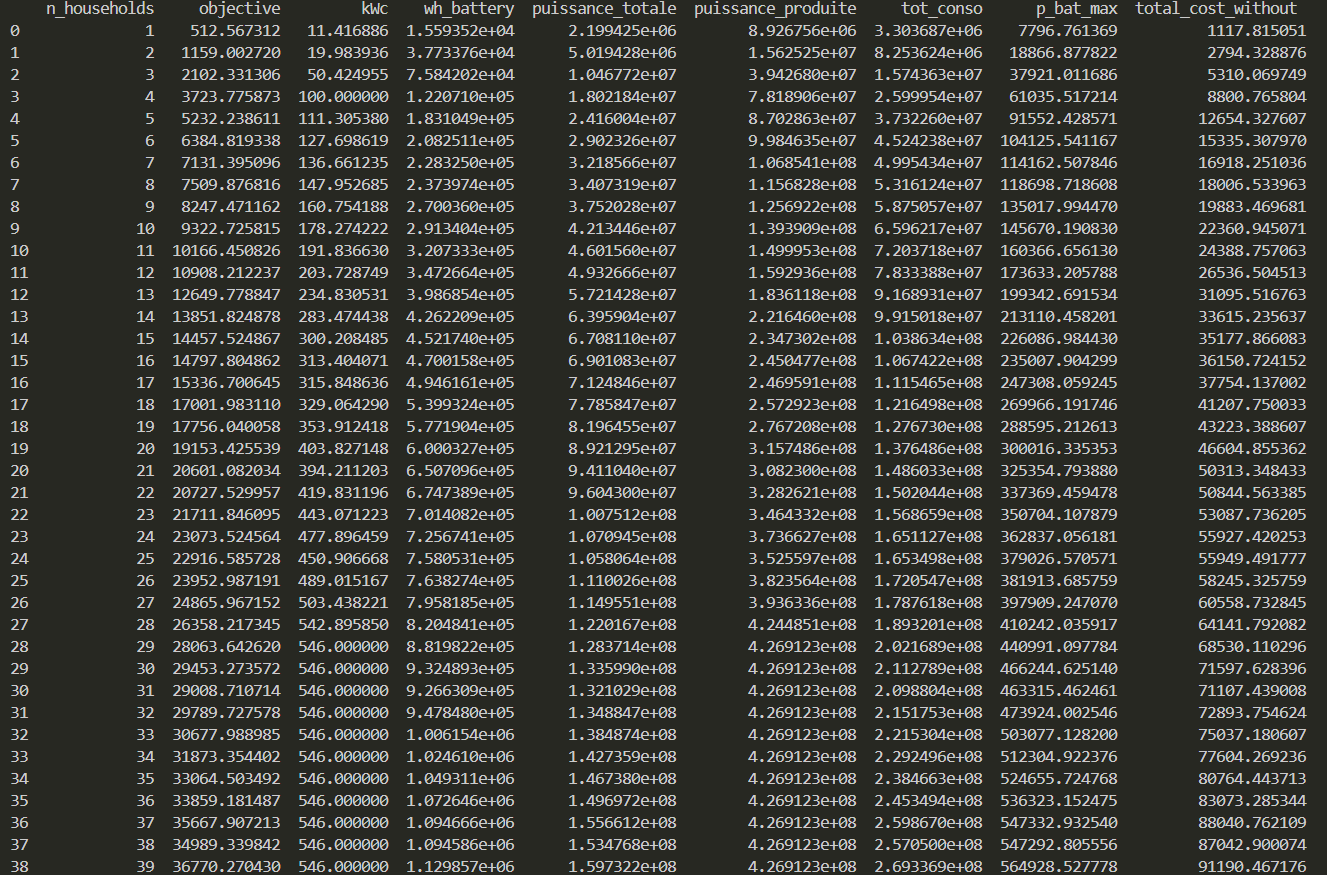 n_households objective kWc wh_battery puissance_totale puissance_produite tot_conso p_bat_max total_cost_without
0 1 512.567312 11.416886 1.559352e+04 2.199425e+06 8.926756e+06 3.303687e+06 7796.761369 1117.815051
1 2 1159.002720 19.983936 3.773376e+04 5.019428e+06 1.562525e+07 8.253624e+06 18866.877822 2794.328876
2 3 2102.331306 50.424955 7.584202e+04 1.046772e+07 3.942680e+07 1.574363e+07 37921.011686 5310.069749
3 4 3723.775873 100.000000 1.220710e+05 1.802184e+07 7.818906e+07 2.599954e+07 61035.517214 8800.765804
4 5 5232.238611 111.305380 1.831049e+05 2.416004e+07 8.702863e+07 3.732260e+07 91552.428571 12654.327607
5 6 6384.819338 127.698619 2.082511e+05 2.902326e+07 9.984635e+07 4.524238e+07 104125.541167 15335.307970
6 7 7131.395096 136.661235 2.283250e+05 3.218566e+07 1.068541e+08 4.995434e+07 114162.507846 16918.251036
7 8 7509.876816 147.952685 2.373974e+05 3.407319e+07 1.156828e+08 5.316124e+07 118698.718608 18006.533963
8 9 8247.471162 160.754188 2.700360e+05 3.752028e+07 1.256922e+08 5.875057e+07 135017.994470 19883.469681
9 10 9322.725815 178.274222 2.913404e+05 4.213446e+07 1.393909e+08 6.596217e+07 145670.190830 22360.945071
10 11 10166.450826 191.836630 3.207333e+05 4.601560e+07 1.499953e+08 7.203718e+07 160366.656130 24388.757063
11 12 10908.212237 203.728749 3.472664e+05 4.932666e+07 1.592936e+08 7.833388e+07 173633.205788 26536.504513
12 13 12649.778847 234.830531 3.986854e+05 5.721428e+07 1.836118e+08 9.168931e+07 199342.691534 31095.516763
13 14 13851.824878 283.474438 4.262209e+05 6.395904e+07 2.216460e+08 9.915018e+07 213110.458201 33615.235637
14 15 14457.524867 300.208485 4.521740e+05 6.708110e+07 2.347302e+08 1.038634e+08 226086.984430 35177.866083
15 16 14797.804862 313.404071 4.700158e+05 6.901083e+07 2.450477e+08 1.067422e+08 235007.904299 36150.724152
16 17 15336.700645 315.848636 4.946161e+05 7.124846e+07 2.469591e+08 1.115465e+08 247308.059245 37754.137002
17 18 17001.983110 329.064290 5.399324e+05 7.785847e+07 2.572923e+08 1.216498e+08 269966.191746 41207.750033
18 19 17756.040058 353.912418 5.771904e+05 8.196455e+07 2.767208e+08 1.276730e+08 288595.212613 43223.388607
19 20 19153.425539 403.827148 6.000327e+05 8.921295e+07 3.157486e+08 1.376486e+08 300016.335353 46604.855362
20 21 20601.082034 394.211203 6.507096e+05 9.411040e+07 3.082300e+08 1.486033e+08 325354.793880 50313.348433
21 22 20727.529957 419.831196 6.747389e+05 9.604300e+07 3.282621e+08 1.502044e+08 337369.459478 50844.563385
22 23 21711.846095 443.071223 7.014082e+05 1.007512e+08 3.464332e+08 1.568659e+08 350704.107879 53087.736205
23 24 23073.524564 477.896459 7.256741e+05 1.070945e+08 3.736627e+08 1.651127e+08 362837.056181 55927.420253
24 25 22916.585728 450.906668 7.580531e+05 1.058064e+08 3.525597e+08 1.653498e+08 379026.570571 55949.491777
25 26 23952.987191 489.015167 7.638274e+05 1.110026e+08 3.823564e+08 1.720547e+08 381913.685759 58245.325759
26 27 24865.967152 503.438221 7.958185e+05 1.149551e+08 3.936336e+08 1.787618e+08 397909.247070 60558.732845
27 28 26358.217345 542.895850 8.204841e+05 1.220167e+08 4.244851e+08 1.893201e+08 410242.035917 64141.792082
28 29 28063.642620 546.000000 8.819822e+05 1.283714e+08 4.269123e+08 2.021689e+08 440991.097784 68530.110296
29 30 29453.273572 546.000000 9.324893e+05 1.335990e+08 4.269123e+08 2.112789e+08 466244.625140 71597.628396
30 31 29008.710714 546.000000 9.266309e+05 1.321029e+08 4.269123e+08 2.098804e+08 463315.462461 71107.439008
31 32 29789.727578 546.000000 9.478480e+05 1.348847e+08 4.269123e+08 2.151753e+08 473924.002546 72893.754624
32 33 30677.988985 546.000000 1.006154e+06 1.384874e+08 4.269123e+08 2.215304e+08 503077.128200 75037.180607
33 34 31873.354402 546.000000 1.024610e+06 1.427359e+08 4.269123e+08 2.292496e+08 512304.922376 77604.269236
34 35 33064.503492 546.000000 1.049311e+06 1.467380e+08 4.269123e+08 2.384663e+08 524655.724768 80764.443713
35 36 33859.181487 546.000000 1.072646e+06 1.496972e+08 4.269123e+08 2.453494e+08 536323.152475 83073.285344
36 37 35667.907213 546.000000 1.094666e+06 1.556612e+08 4.269123e+08 2.598670e+08 547332.932540 88040.762109
37 38 34989.339842 546.000000 1.094586e+06 1.534768e+08 4.269123e+08 2.570500e+08 547292.805556 87042.900074
38 39 36770.270430 546.000000 1.129857e+06 1.597322e+08 4.269123e+08 2.693369e+08 564928.527778 91190.467176